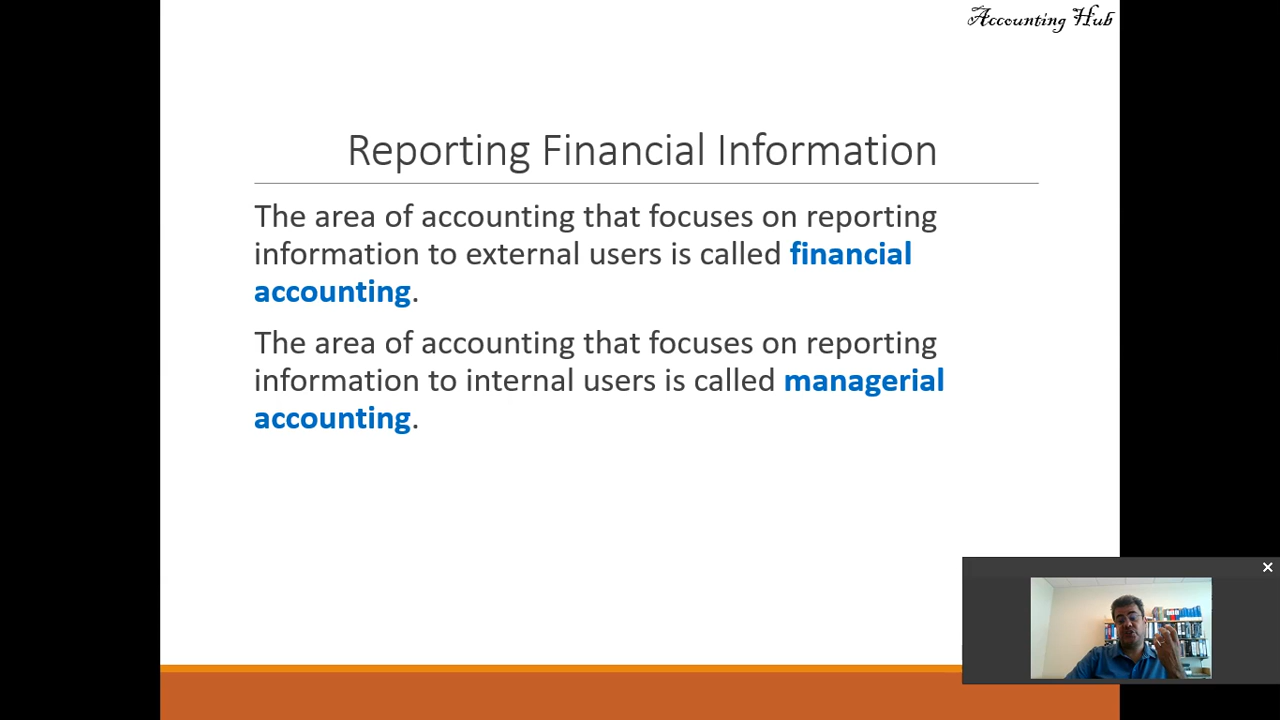 Accounting Hub
Reporting Financial Information
The area of accounting that focuses on reporting
information to external users is called financial
accounting.
The area of accounting that focuses on reporting
information to internal users is called managerial
accounting.